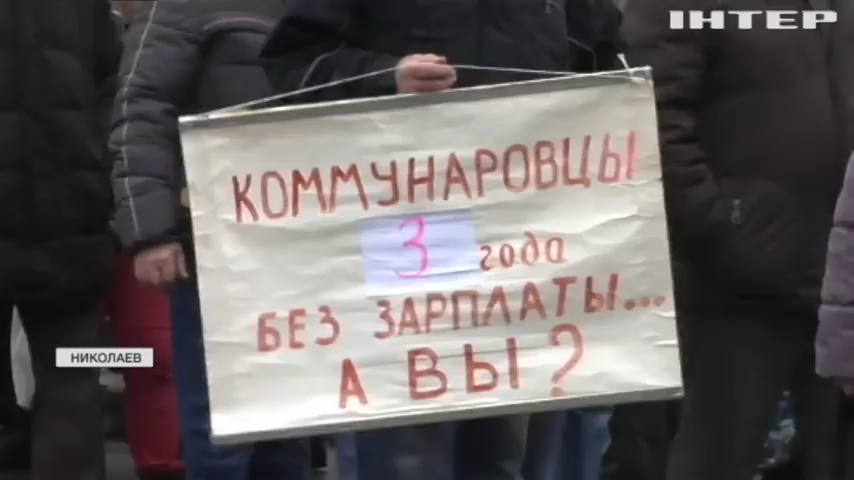 ІНТЕР
КОММУНАРОВЦЫ
3 года
БЕЗ ЗАРПЛАТЫ...
А ВЫ?
НИКОЛАЕВ